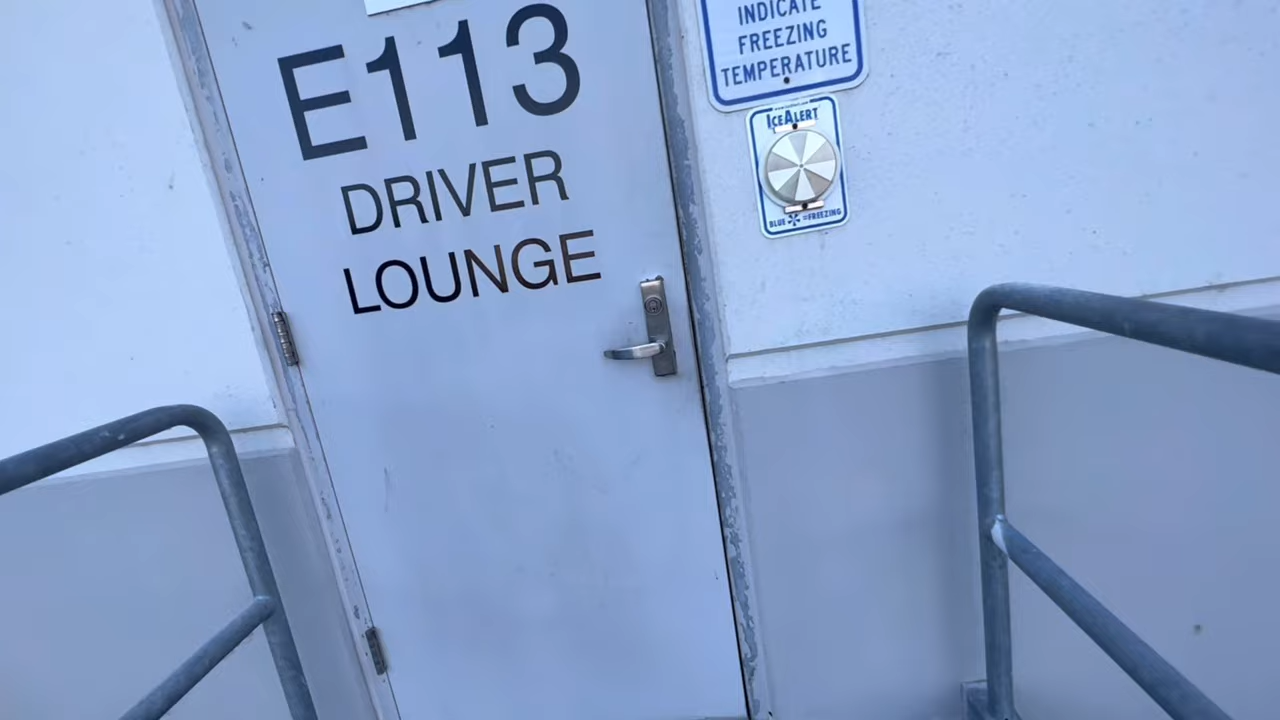 E113
DRIVER
LOUNGE
INDICATE
FREEZING
TEMPERATURE
ICEALERT
BLUE =FREEZING